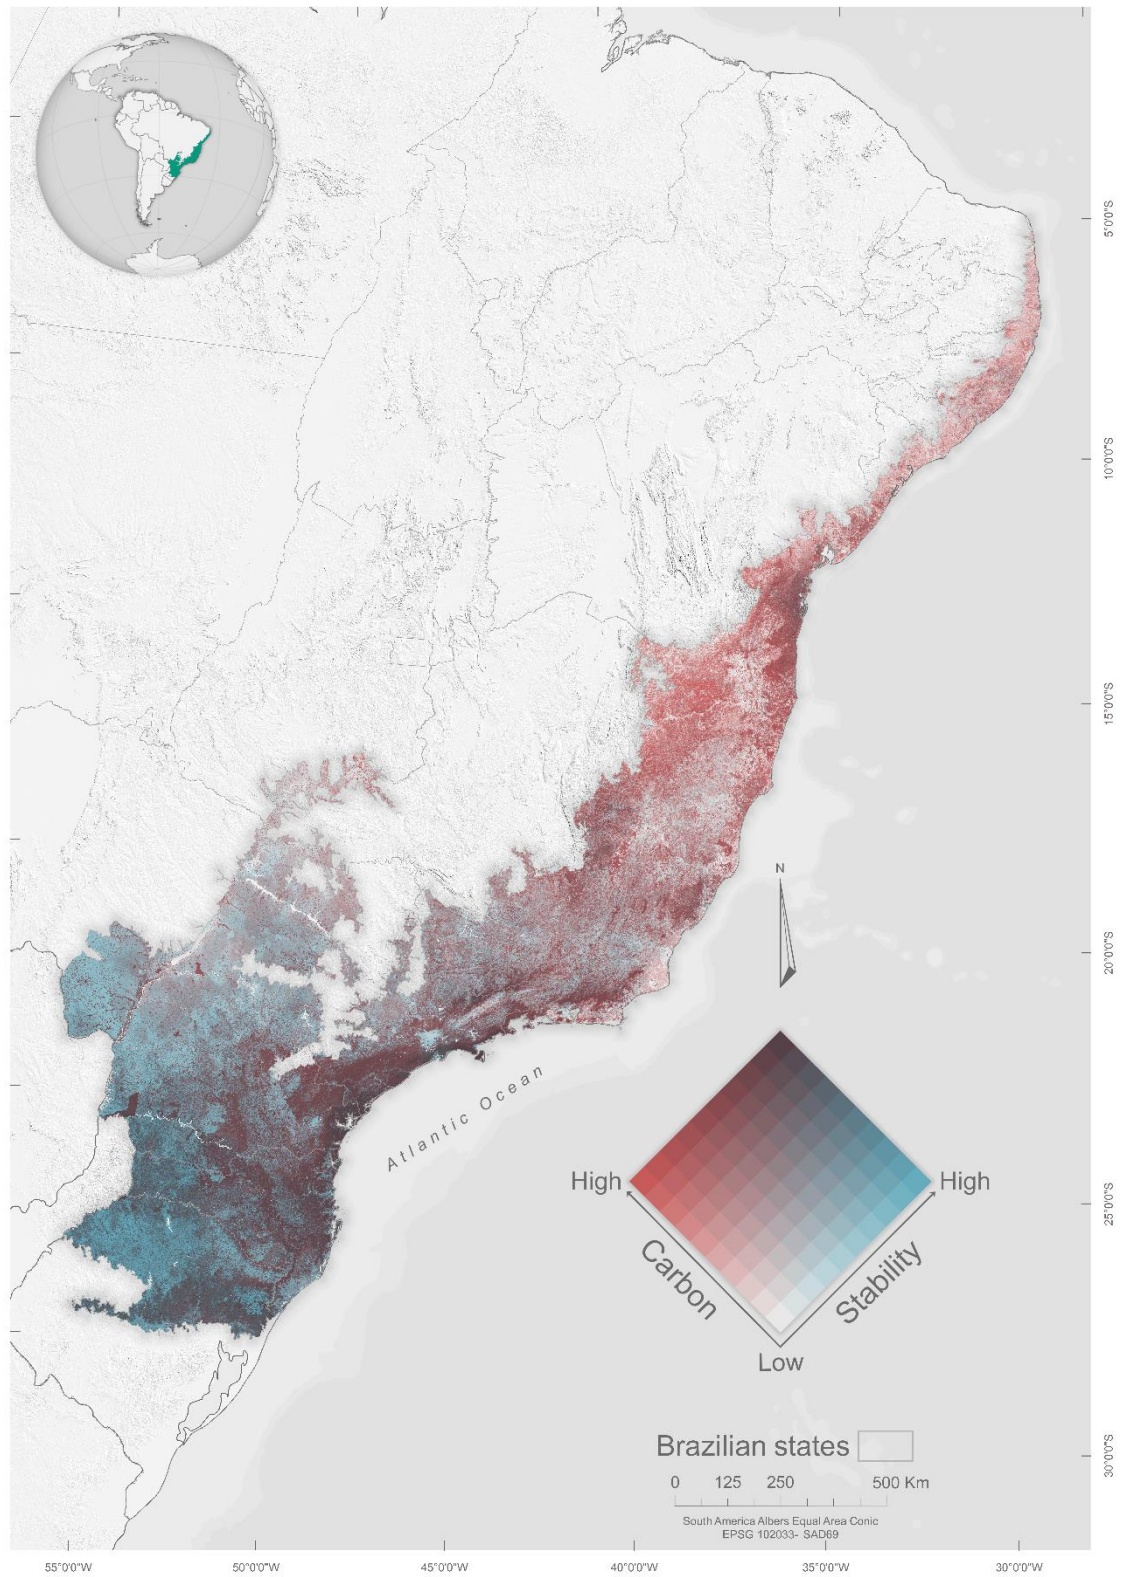 5°0'0"S
10°0'0"S
15°0'0"S
N
20°0'0"S
Atlantic Ocean
High
High
25°0'0"S
Carbon
Stability
Low
Brazilian states
30°0'0"S
0 125 250 500 Km
South America Albers Equal Area Conic
EPSG 102033- SAD69
55°0'0"W 50°0'0"W 45°0'0"W 40°0'0"W 35°0'0"W 30°0'0"W